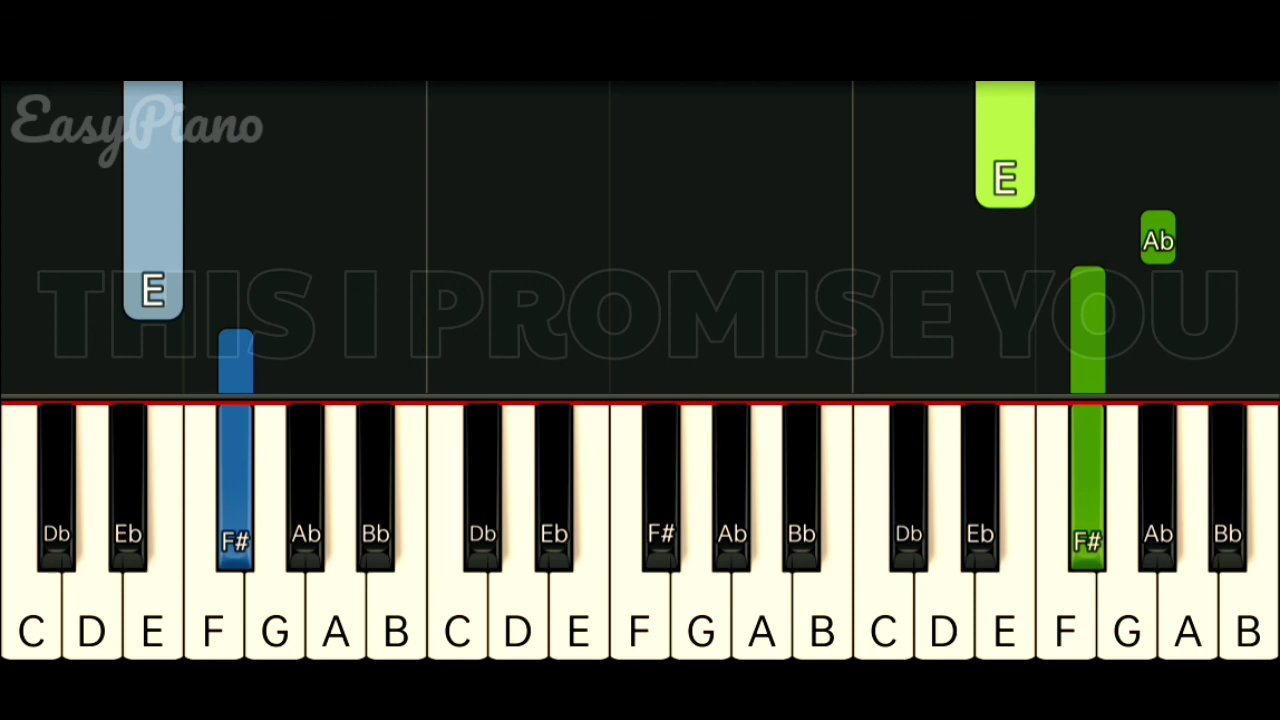 EasyPiano
E
E
Ab
THIS I PROMISE YOU
Db Eb F# Ab Bb Db Eb F# Ab Bb Db Eb F# Ab Bb
C D E F G A B C D E F G A B C D E F G A B